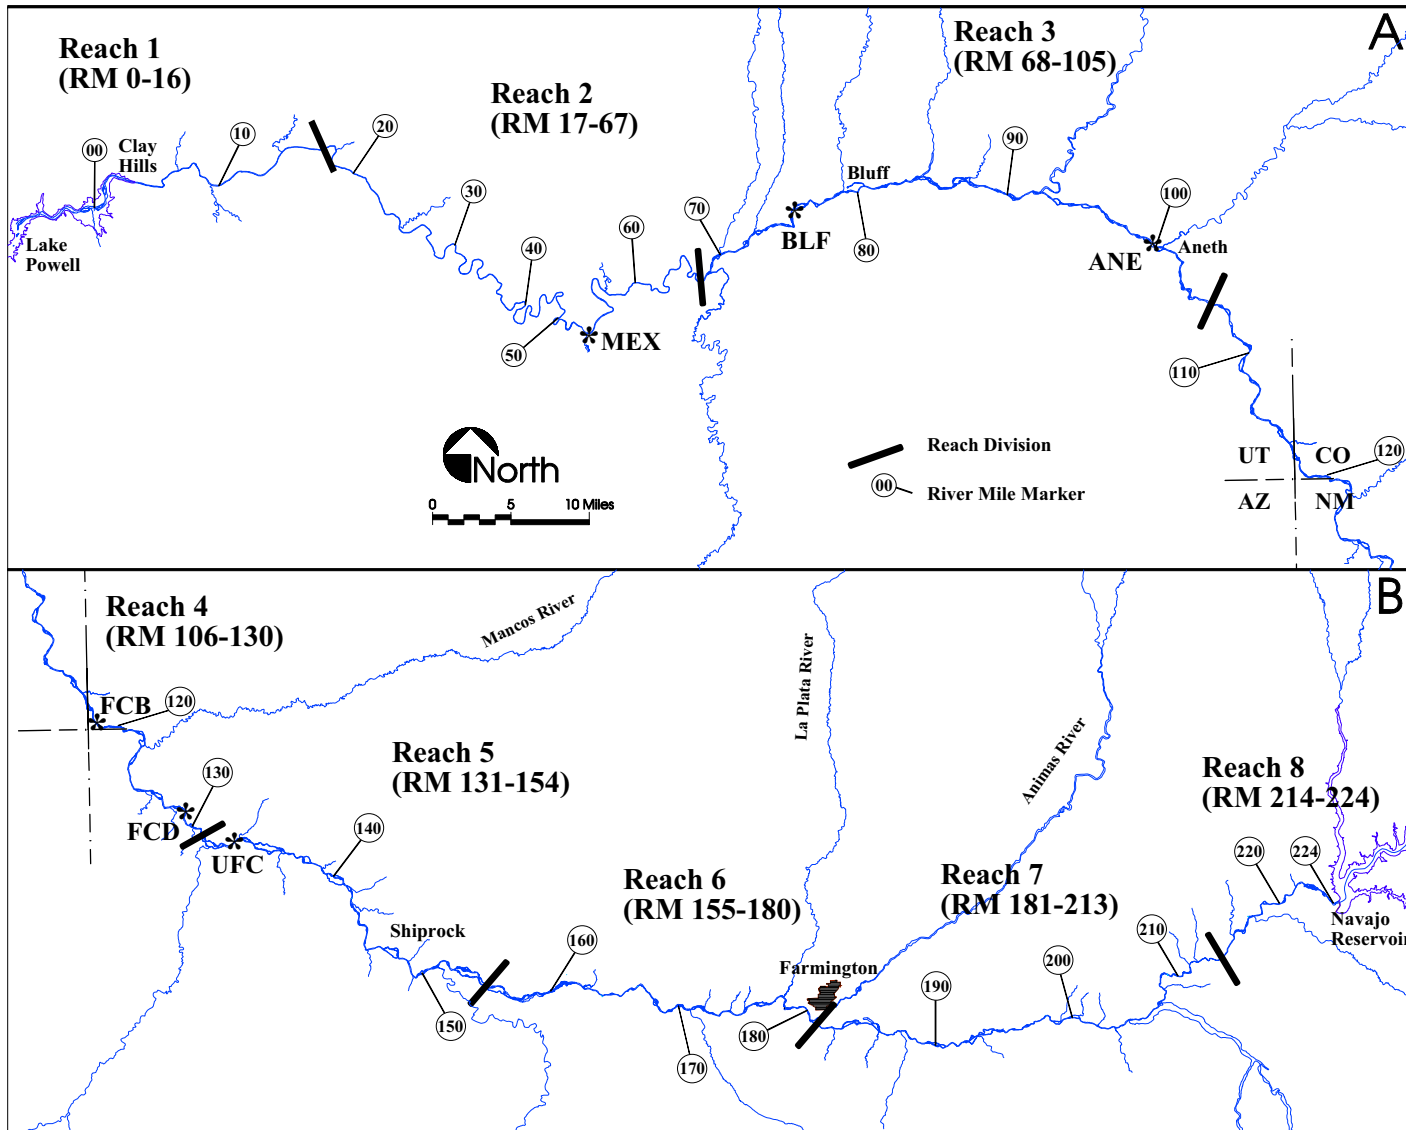 A
Reach 1
(RM 0-16)
Reach 2
(RM 17-67)
Reach 3
(RM 68-105)
00
Clay
Hills
10
20
30
40
50
60
70
80
90
100
110
120
Lake
Powell
MEX
BLF
Bluff
ANE
Aneth
North
0 5 10 Miles
Reach Division
00
River Mile Marker
UT
CO
AZ
NM
B
Reach 4
(RM 106-130)
Mancos River
FCB
120
130
FCD
UFC
Reach 5
(RM 131-154)
140
Shiprock
150
160
Reach 6
(RM 155-180)
170
La Plata River
Farmington
180
Animas River
Reach 7
(RM 181-213)
190
200
210
Reach 8
(RM 214-224)
220
224
Navajo
Reservoir